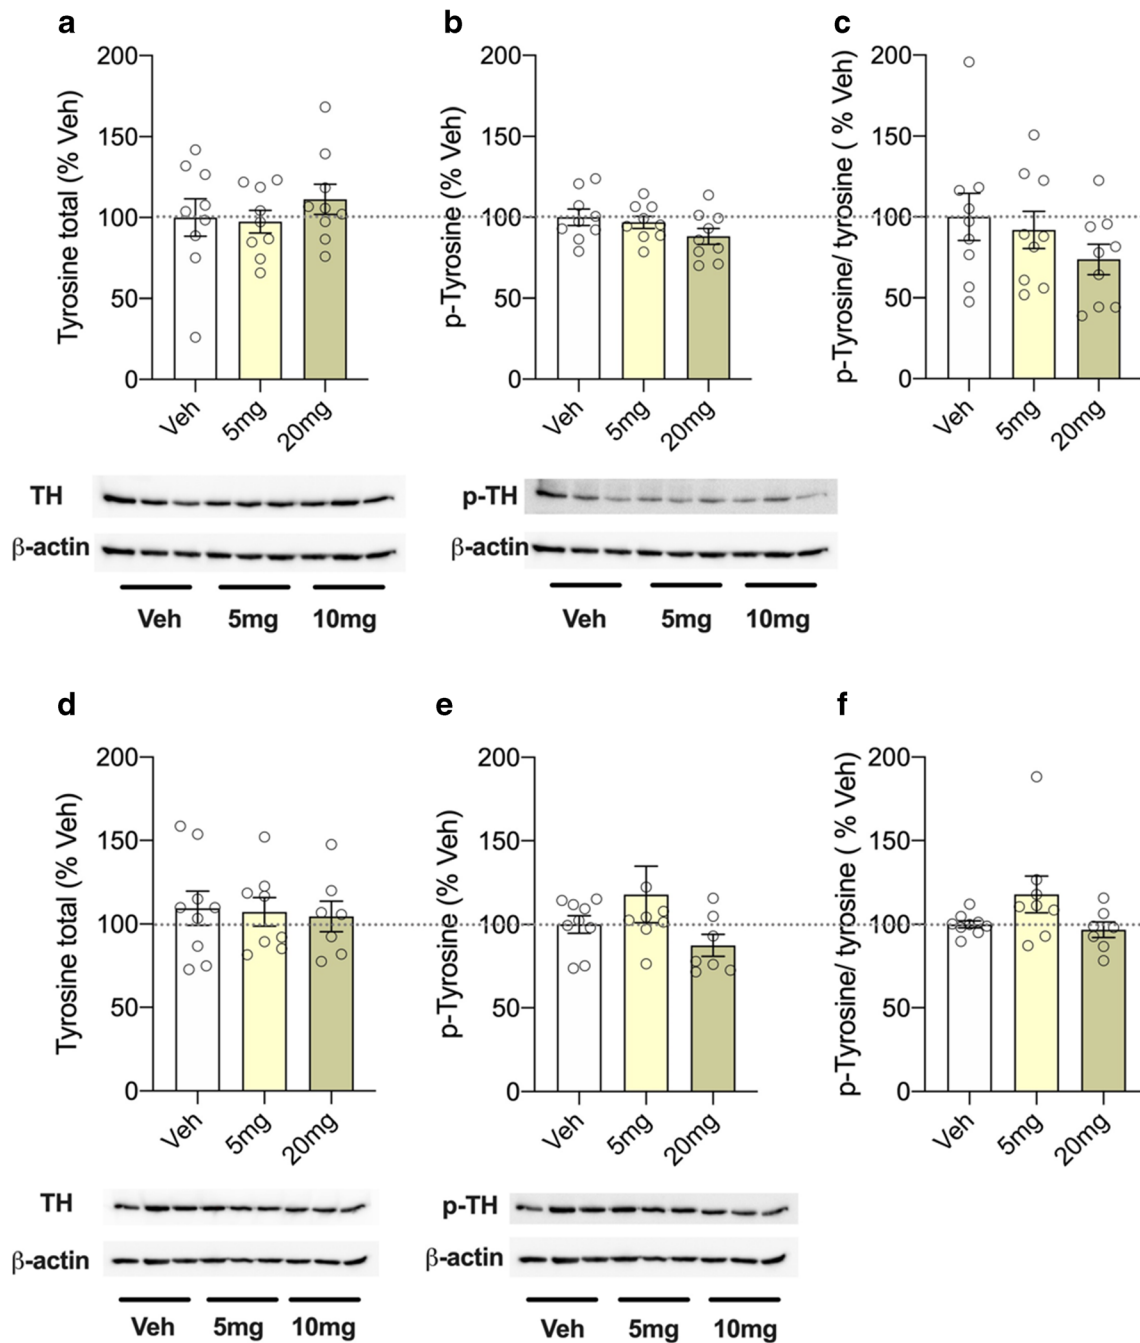 a
Tyrosine total (% Veh)
200
150
100
50
0
Veh
5mg
20mg
b
p-Tyrosine (% Veh)
200
150
100
50
0
Veh
5mg
20mg
c
p-Tyrosine/ tyrosine ( % Veh)
200
150
100
50
0
Veh
5mg
20mg
TH
β-actin
Veh 5mg 10mg
p-TH
β-actin
Veh 5mg 10mg
d
Tyrosine total (% Veh)
200
150
100
50
0
Veh
5mg
20mg
e
p-Tyrosine (% Veh)
200
150
100
50
0
Veh
5mg
20mg
f
p-Tyrosine/ tyrosine ( % Veh)
200
150
100
50
0
Veh
5mg
20mg
TH
β-actin
Veh 5mg 10mg
p-TH
β-actin
Veh 5mg 10mg